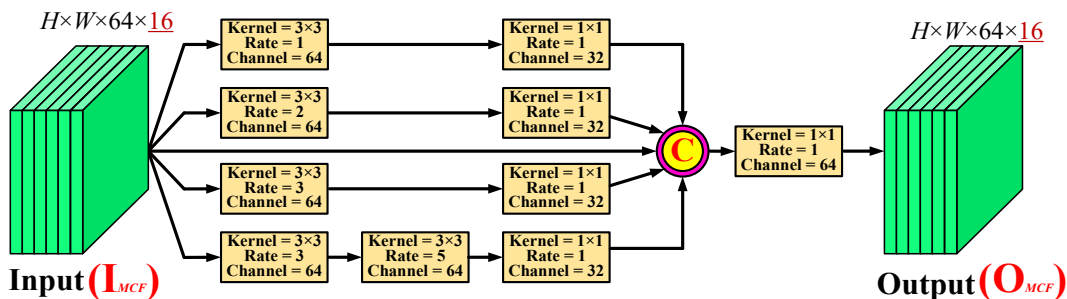 H×W×64×16
Kernel = 3×3
Rate = 1
Channel = 64
Kernel = 1×1
Rate = 1
Channel = 32
H×W×64×16
Kernel = 3×3
Rate = 2
Channel = 64
Kernel = 1×1
Rate = 1
Channel = 32
C
Kernel = 1×1
Rate = 1
Channel = 64
Kernel = 3×3
Rate = 3
Channel = 64
Kernel = 1×1
Rate = 1
Channel = 32
Kernel = 3×3
Rate = 3
Channel = 64
Kernel = 3×3
Rate = 5
Channel = 64
Kernel = 1×1
Rate = 1
Channel = 32
Input (I MCF)
Output (O MCF)